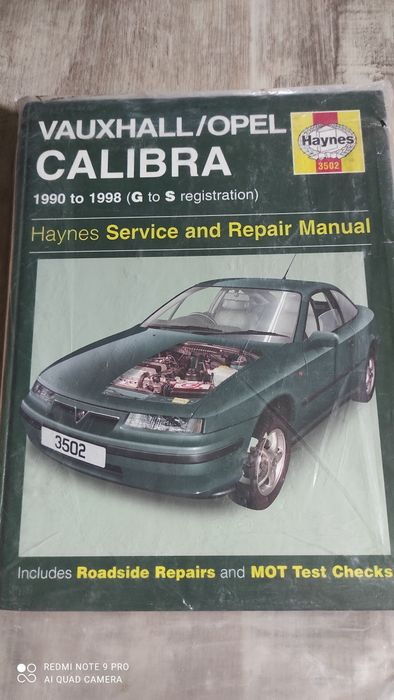 VAUXHALL/OPEL
CALIBRA
Haynes
3502
1990 to 1998 (G to S registration)
Haynes Service and Repair Manual
3502
Includes Roadside Repairs and MOT Test Checks
REDMI NOTE 9 PRO
AI QUAD CAMERA